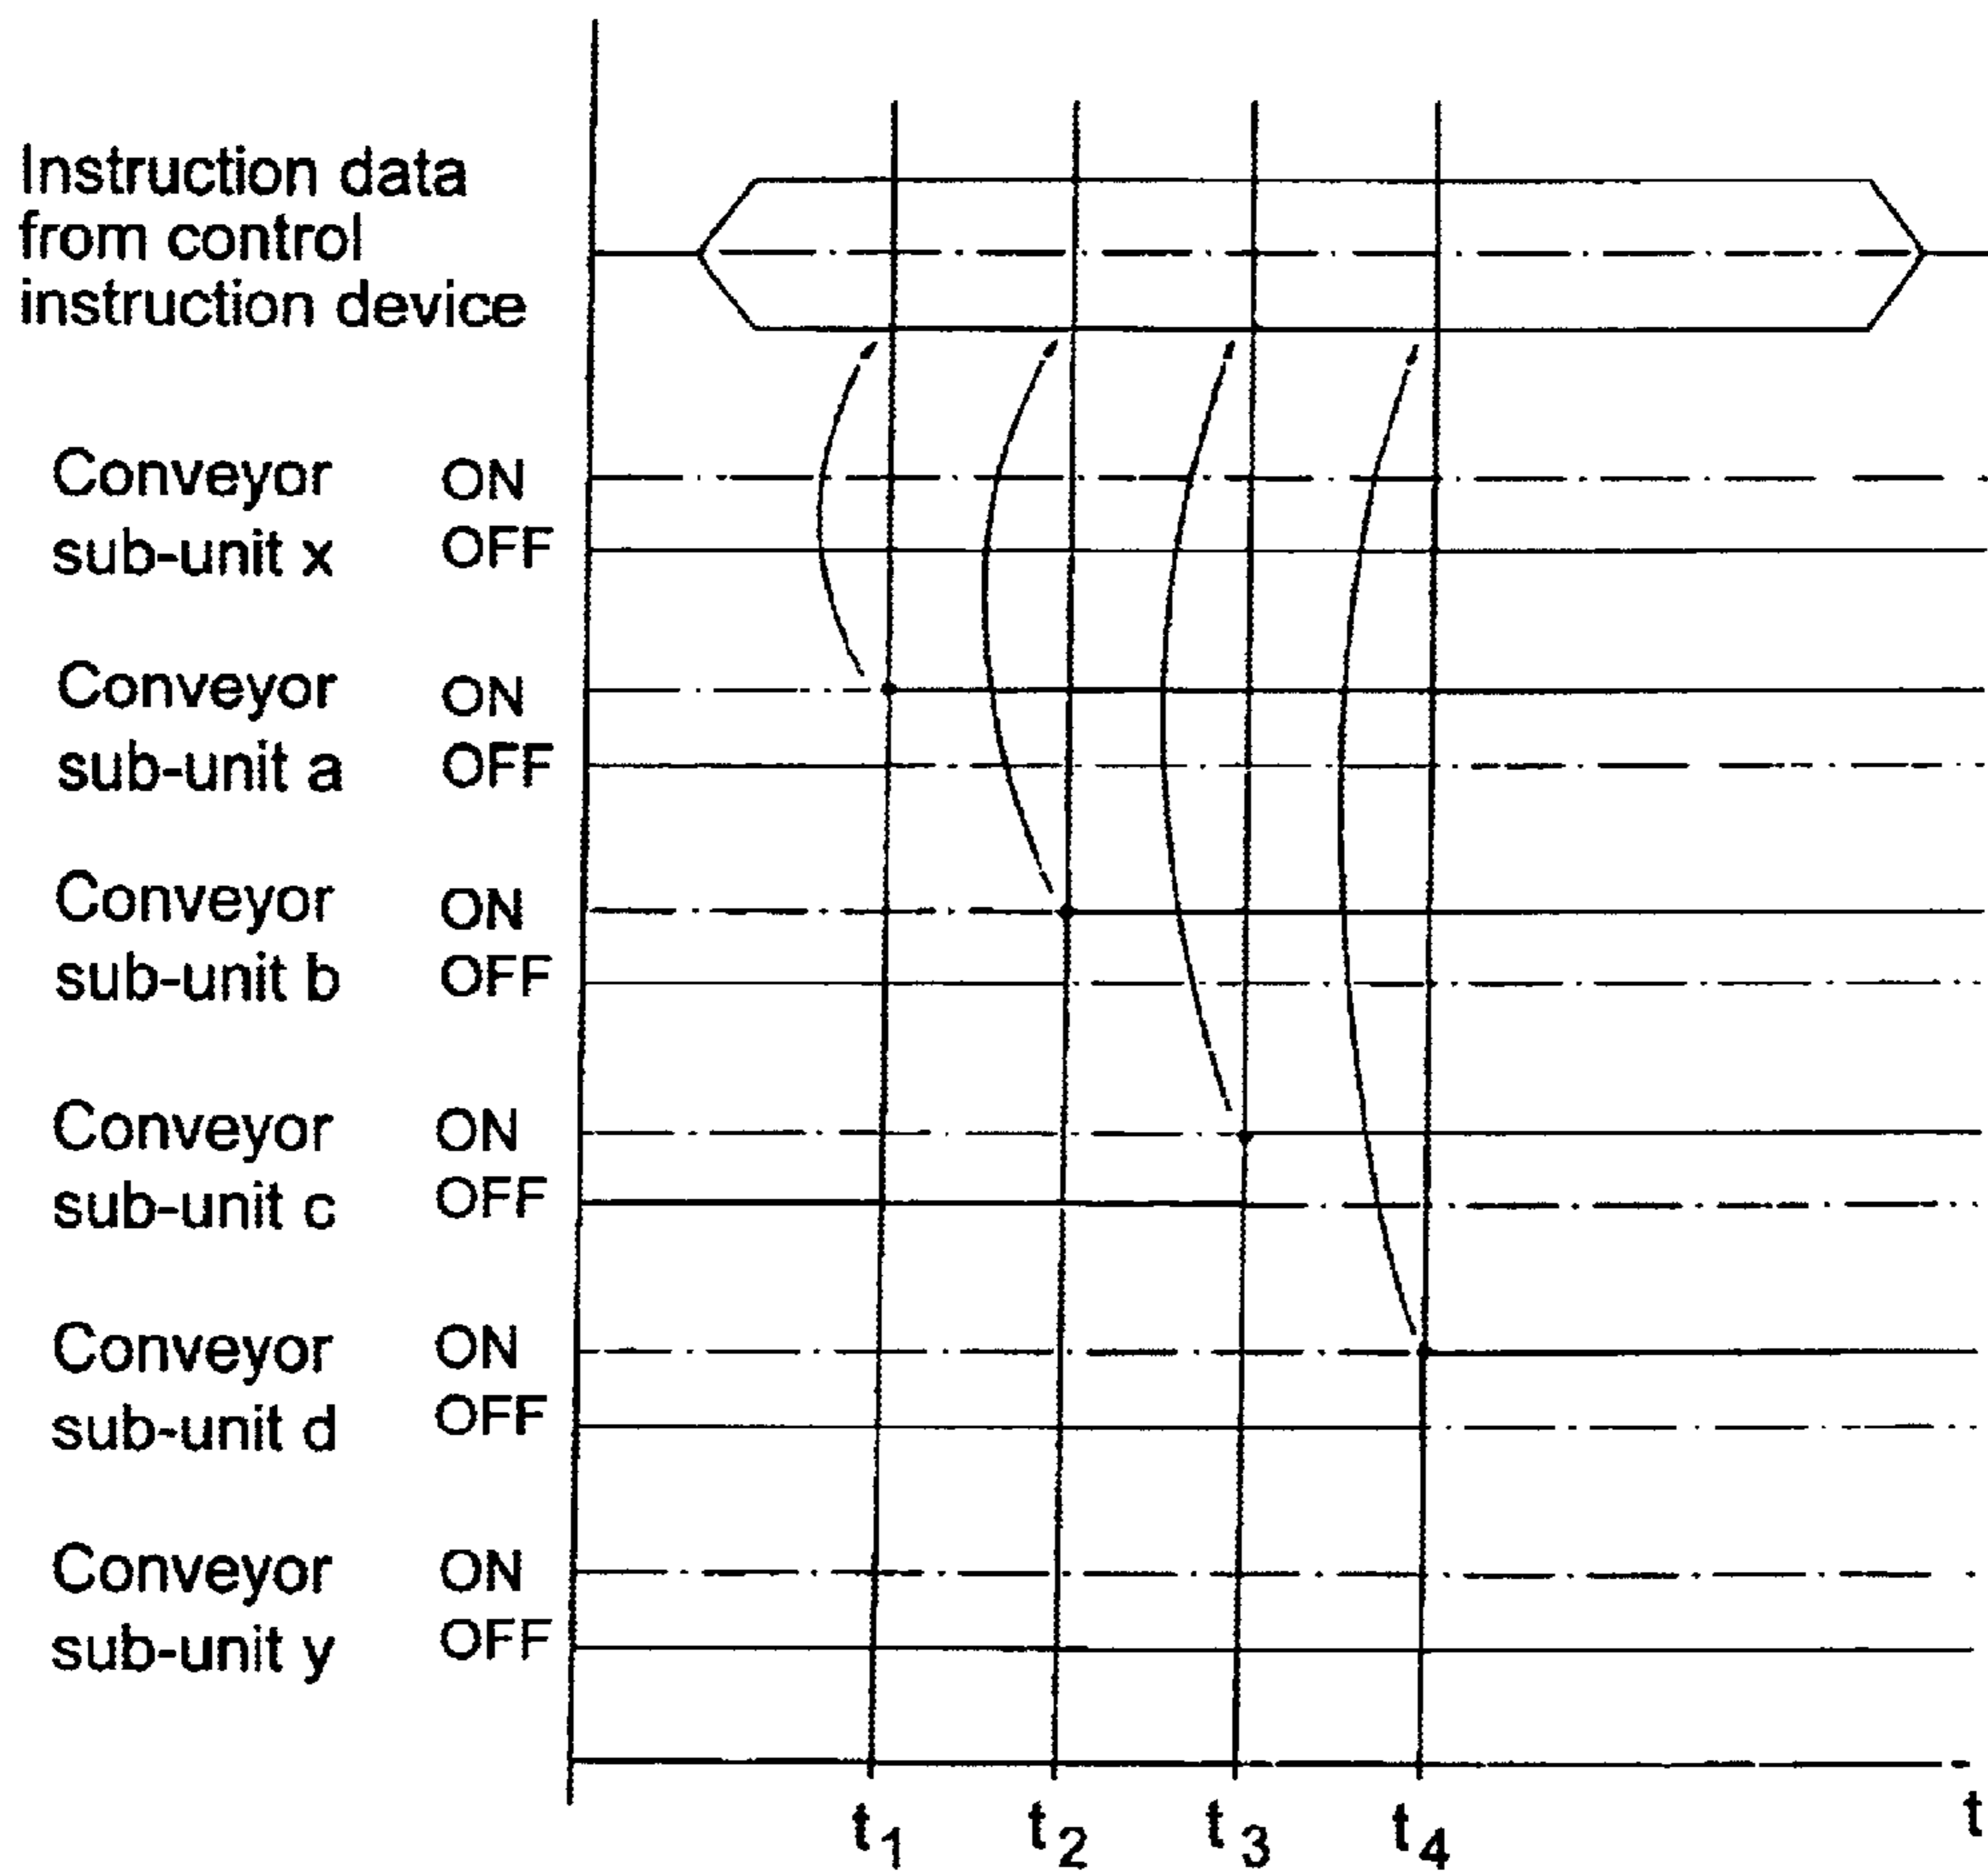 Instruction data
from control
instruction device
Conveyor ON
sub-unit x OFF
Conveyor ON
sub-unit a OFF
Conveyor ON
sub-unit b OFF
Conveyor ON
sub-unit c OFF
Conveyor ON
sub-unit d OFF
Conveyor ON
sub-unit y OFF
t1 t2 t3 t4 t